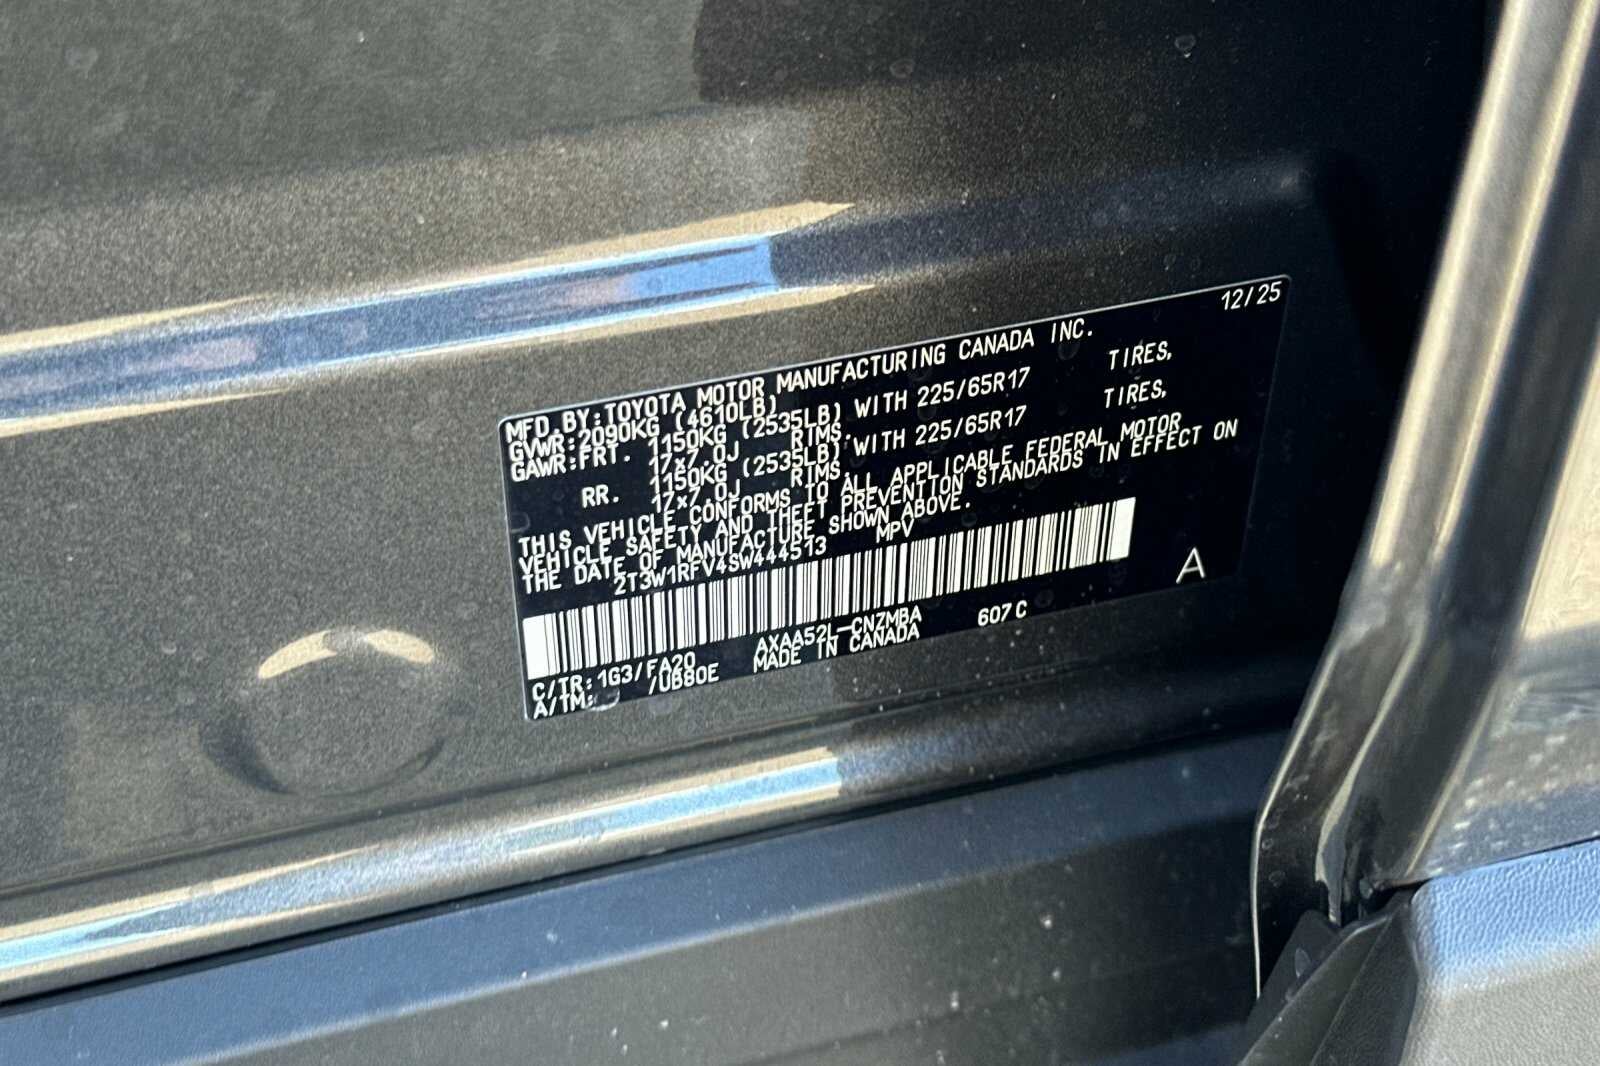 12/25
MFD.BY:TOYOTA MOTOR MANUFACTURING CANADA INC.
GVWR:2090KG (4610LB)
GAWR:FRT. 1150KG (2535LB) WITH 225/65R17 TIRES,
17x7.0J RIMS.
RR. 1150KG (2535LB) WITH 225/65R17 TIRES,
17x7.0J RIMS.
THIS VEHICLE CONFORMS TO ALL APPLICABLE FEDERAL MOTOR
VEHICLE SAFETY AND THEFT PREVENTION STANDARDS IN EFFECT ON
THE DATE OF MANUFACTURE SHOWN ABOVE.
2T3W1RFV4SW444513 MPV
A
AXAA52L-CNZMBA 607C
C/TR:1G3/FA20 MADE IN CANADA
A/TM: /UB80E